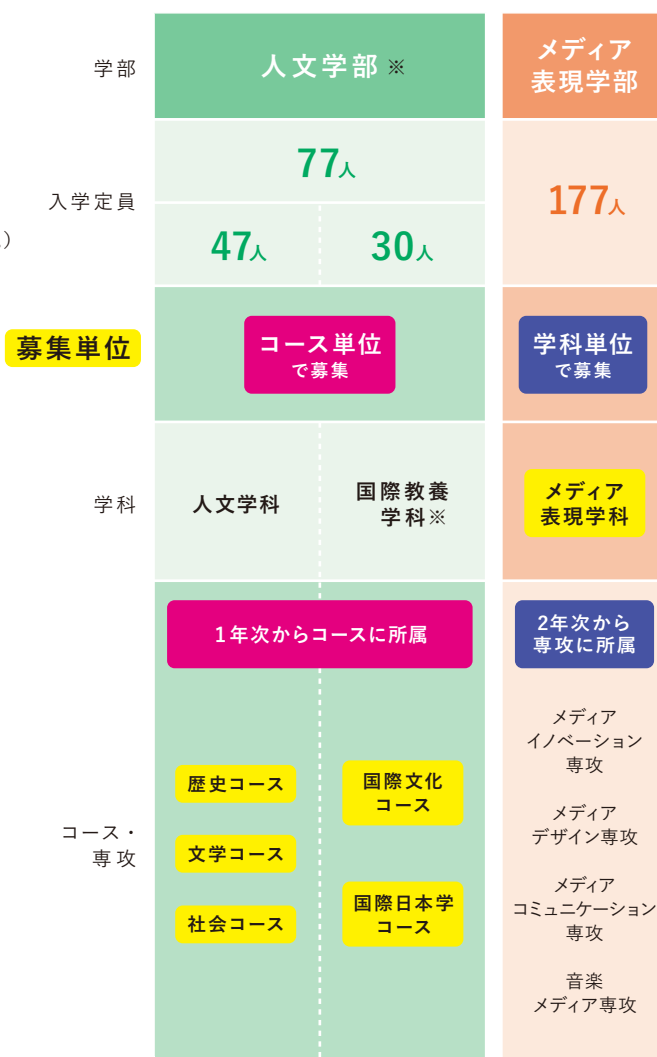 学部
人文学部※
メディア
表現学部
入学定員
）
77人
47人
30人
177人
募集単位
コース単位
で募集
学科単位
で募集
学科
人文学科
国際教養
学科※
メディア
表現学科
コース・
専攻
1年次からコースに所属
歴史コース
文学コース
社会コース
国際文化
コース
国際日本学
コース
2年次から
専攻に所属
メディア
イノベーション
専攻
メディア
デザイン専攻
メディア
コミュニケーション
専攻
音楽
メディア専攻